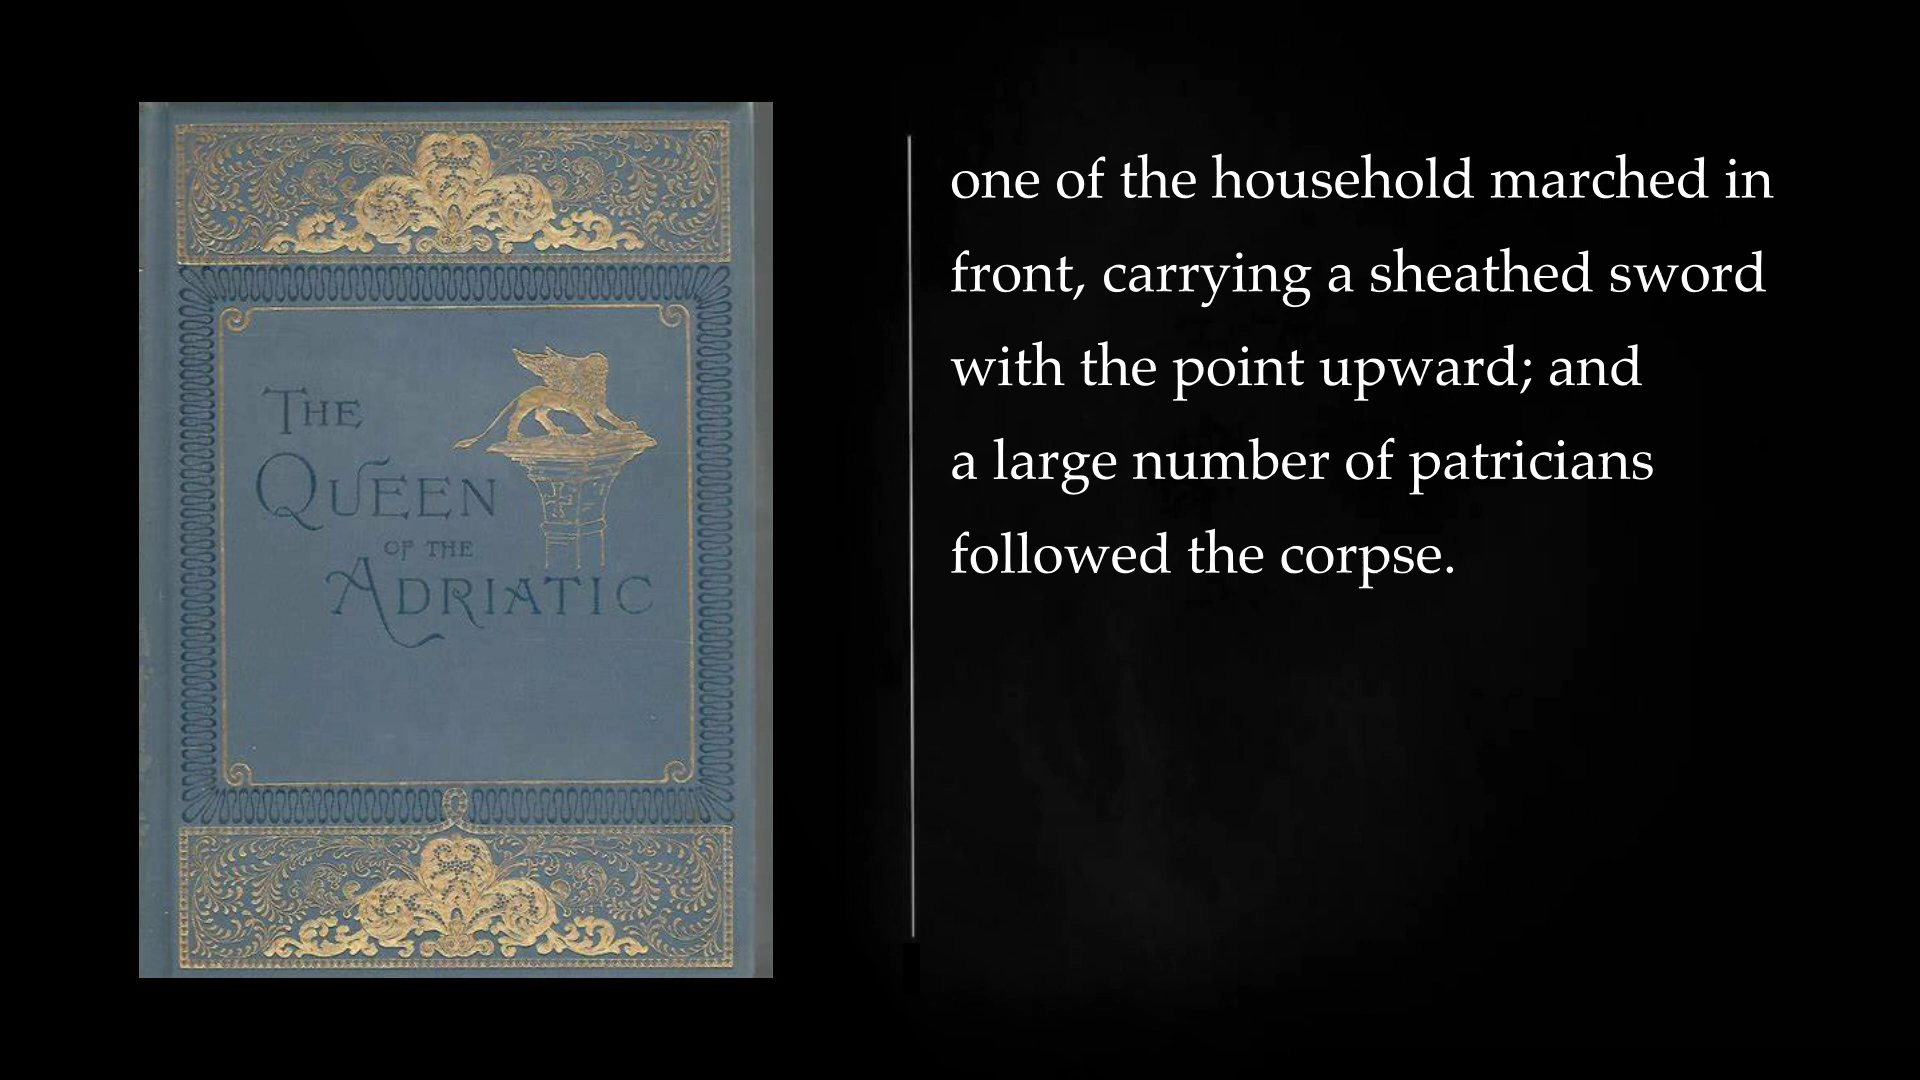 THE
QUEEN
OF THE
ADRIATIC
one of the household marched in
front, carrying a sheathed sword
with the point upward; and
a large number of patricians
followed the corpse.